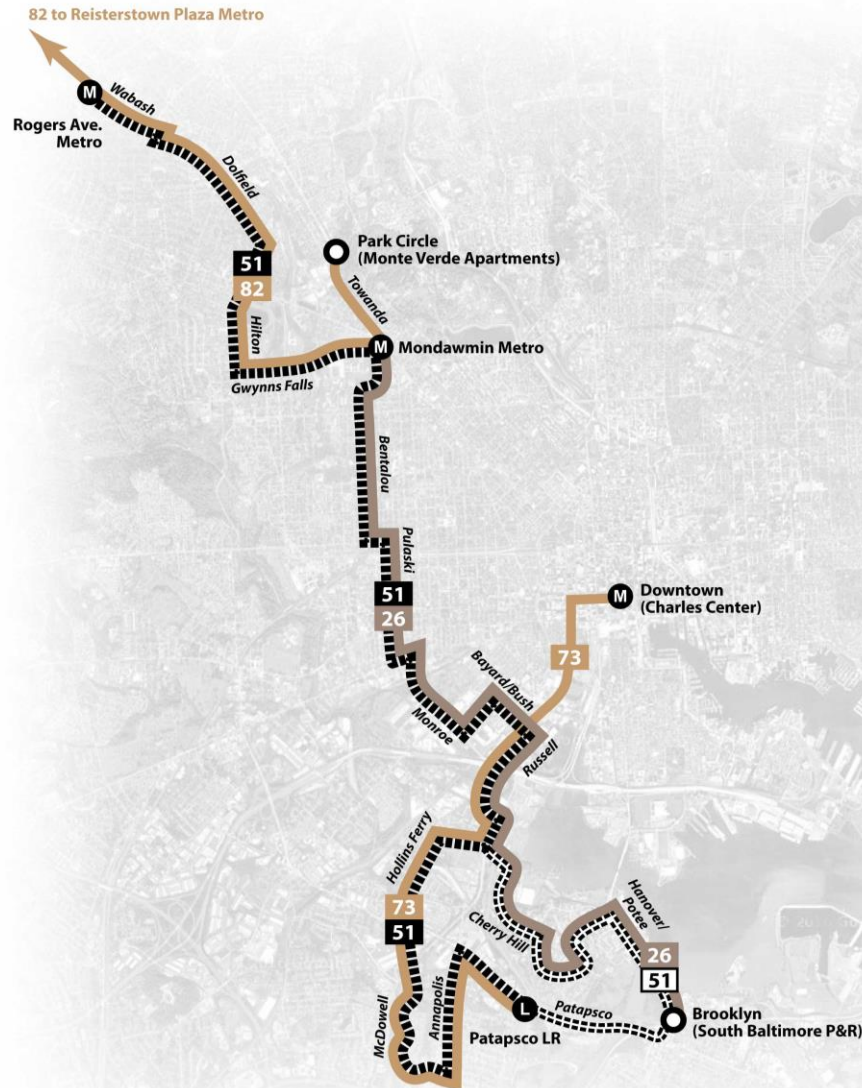 82 to Reisterstown Plaza Metro
M
Wabash
Rogers Ave.
Metro
Dolfield
Park Circle
(Monte Verde Apartments)
51
82
Towanda
Hilton
M
Mondawmin Metro
Gwynns Falls
Bentalou
Pulaski
51
26
M
Downtown
(Charles Center)
73
Bayard/Bush
Monroe
Russell
Hollins Ferry
73
51
Cherry Hill
Hanover/
Potee
26
51
McDowell
Annapolis
L
Patapsco LR
Patapsco
Brooklyn
(South Baltimore P&R)